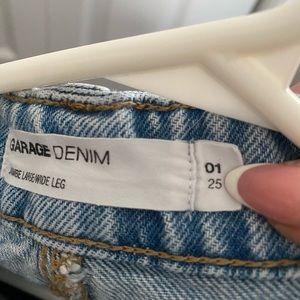 GARAGE DENIM
JAMBE LARGE/WIDE LEG
01
25